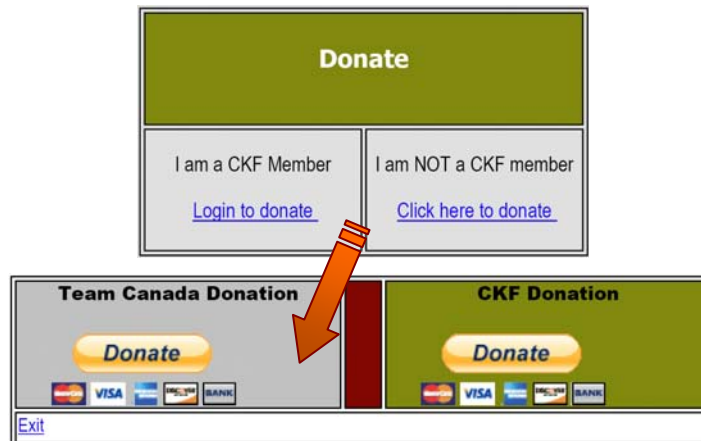 Donate
I am a CKF Member
I am NOT a CKF member
Login to donate
Click here to donate
Team Canada Donation
CKF Donation
Donate
Donate
VISA
BANK
VISA
BANK
Exit